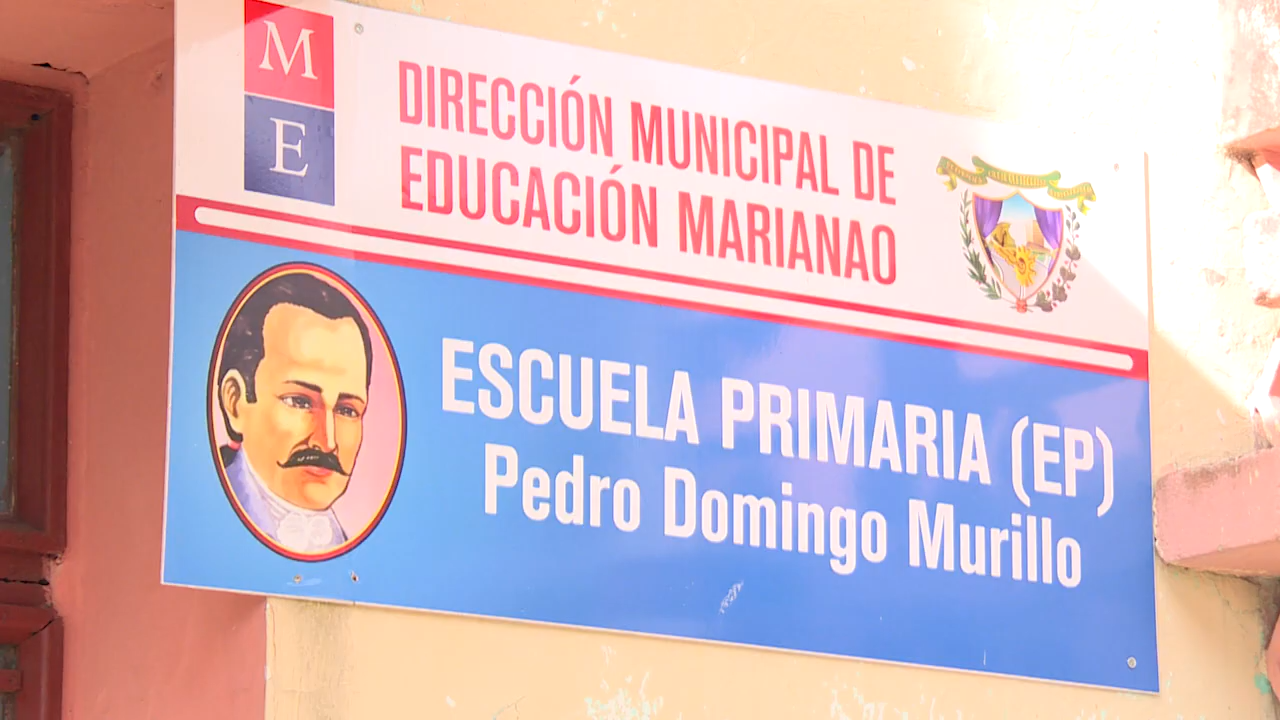 M
E
DIRECCIÓN MUNICIPAL DE
EDUCACIÓN MARIANAO
ESCUELA PRIMARIA (EP)
Pedro Domingo Murillo